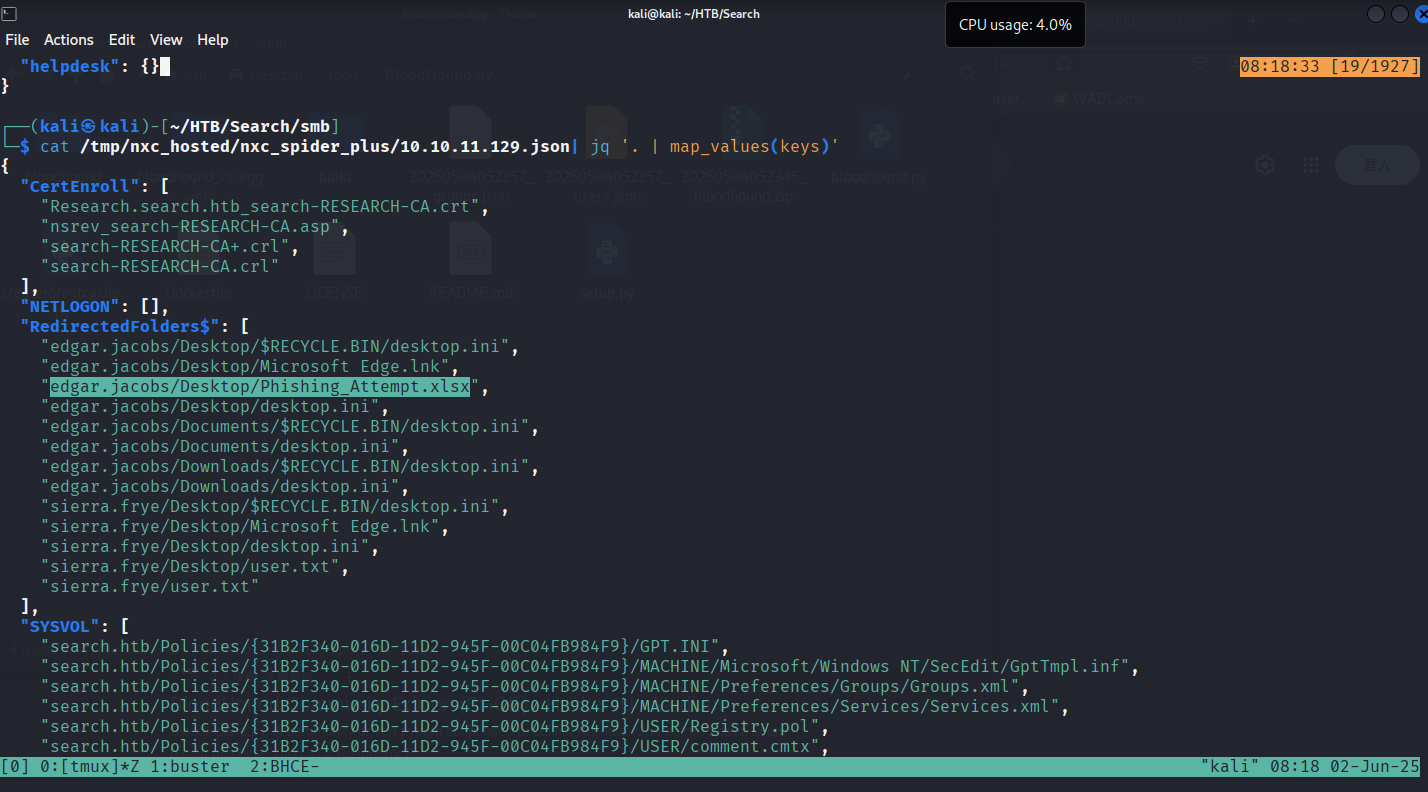 kali@kali: ~/HTB/Search
CPU usage: 4.0%
File Actions Edit View Help
"helpdesk": {}
08:18:33 [19/1927]
}
┌──(kali㉿kali)-[~/HTB/Search/smb]
└─$ cat /tmp/nxc_hosted/nxc_spider_plus/10.10.11.129.json| jq '. | map_values(keys)'
{
"CertEnroll": [
"Research.search.htb_search-RESEARCH-CA.crt",
"nsrev_search-RESEARCH-CA.asp",
"search-RESEARCH-CA+.crl",
"search-RESEARCH-CA.crl"
],
"NETLOGON": [],
"RedirectedFolders$": [
"edgar.jacobs/Desktop/$RECYCLE.BIN/desktop.ini",
"edgar.jacobs/Desktop/Microsoft Edge.lnk",
"edgar.jacobs/Desktop/Phishing_Attempt.xlsx",
"edgar.jacobs/Desktop/desktop.ini",
"edgar.jacobs/Documents/$RECYCLE.BIN/desktop.ini",
"edgar.jacobs/Documents/desktop.ini",
"edgar.jacobs/Downloads/$RECYCLE.BIN/desktop.ini",
"edgar.jacobs/Downloads/desktop.ini",
"sierra.frye/Desktop/$RECYCLE.BIN/desktop.ini",
"sierra.frye/Desktop/Microsoft Edge.lnk",
"sierra.frye/Desktop/desktop.ini",
"sierra.frye/Desktop/user.txt",
"sierra.frye/user.txt"
],
"SYSVOL": [
"search.htb/Policies/{31B2F340-016D-11D2-945F-00C04FB984F9}/GPT.INI",
"search.htb/Policies/{31B2F340-016D-11D2-945F-00C04FB984F9}/MACHINE/Microsoft/Windows NT/SecEdit/GptTmpl.inf",
"search.htb/Policies/{31B2F340-016D-11D2-945F-00C04FB984F9}/MACHINE/Preferences/Groups/Groups.xml",
"search.htb/Policies/{31B2F340-016D-11D2-945F-00C04FB984F9}/MACHINE/Preferences/Services/Services.xml",
"search.htb/Policies/{31B2F340-016D-11D2-945F-00C04FB984F9}/USER/Registry.pol",
"search.htb/Policies/{31B2F340-016D-11D2-945F-00C04FB984F9}/USER/comment.cmtx",
[0] 0:[tmux]*Z 1:buster 2:BHCE- "kali" 08:18 02-Jun-25